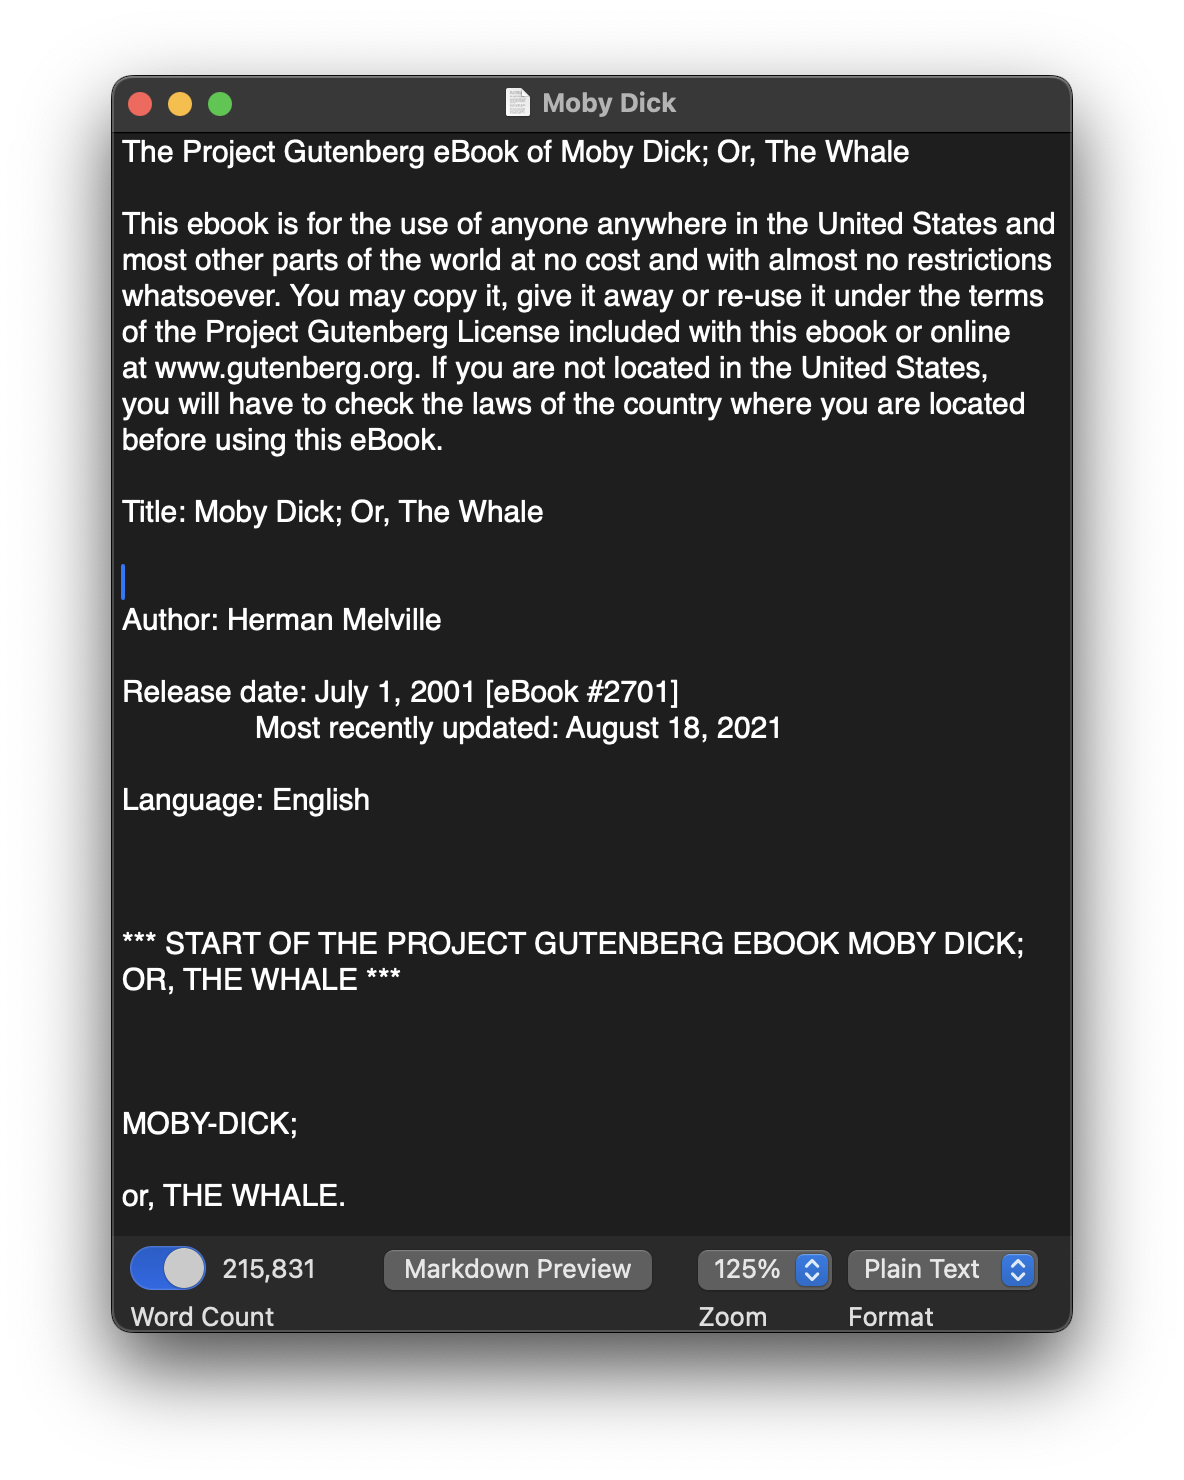 Moby Dick
The Project Gutenberg eBook of Moby Dick; Or, The Whale
This ebook is for the use of anyone anywhere in the United States and
most other parts of the world at no cost and with almost no restrictions
whatsoever. You may copy it, give it away or re-use it under the terms
of the Project Gutenberg License included with this ebook or online
at www.gutenberg.org. If you are not located in the United States,
you will have to check the laws of the country where you are located
before using this eBook.
Title: Moby Dick; Or, The Whale
Author: Herman Melville
Release date: July 1, 2001 [eBook #2701]
Most recently updated: August 18, 2021
Language: English
*** START OF THE PROJECT GUTENBERG EBOOK MOBY DICK;
OR, THE WHALE ***
MOBY-DICK;
or, THE WHALE.
215,831 Markdown Preview 125% Plain Text
Word Count Zoom Format